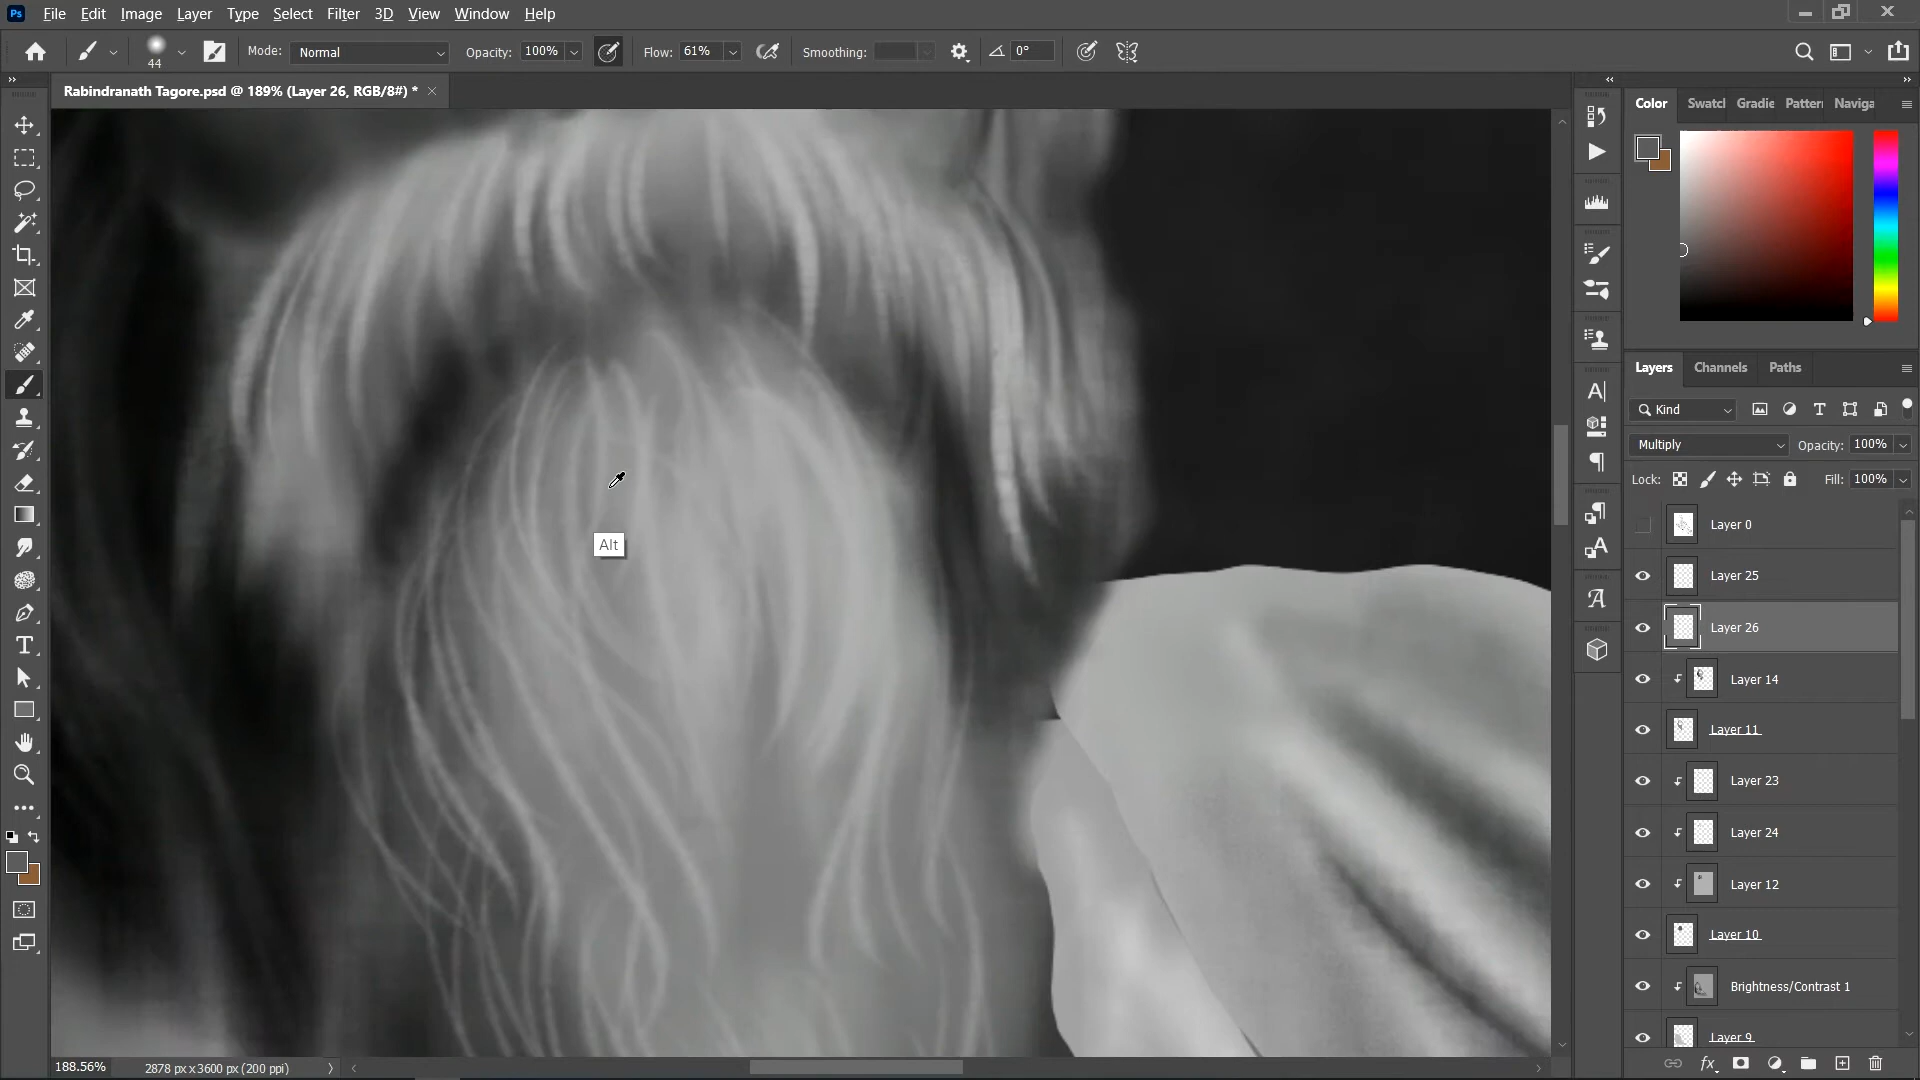 Ps File Edit Image Layer Type Select Filter 3D View Window Help
44 Mode: Normal Opacity: 100% Flow: 61% Smoothing: 0°
Rabindranath Tagore.psd @ 189% (Layer 26, RGB/8#) *
Color Swatcl Gradie Patterr Naviga
Alt
Layers Channels Paths
Kind
Multiply Opacity: 100%
Lock: Fill: 100%
Layer 0
Layer 25
Layer 26
Layer 14
Layer 11
Layer 23
Layer 24
Layer 12
Layer 10
Brightness/Contrast 1
Layer 9
188.56% 2878 px x 3600 px (200 ppi)